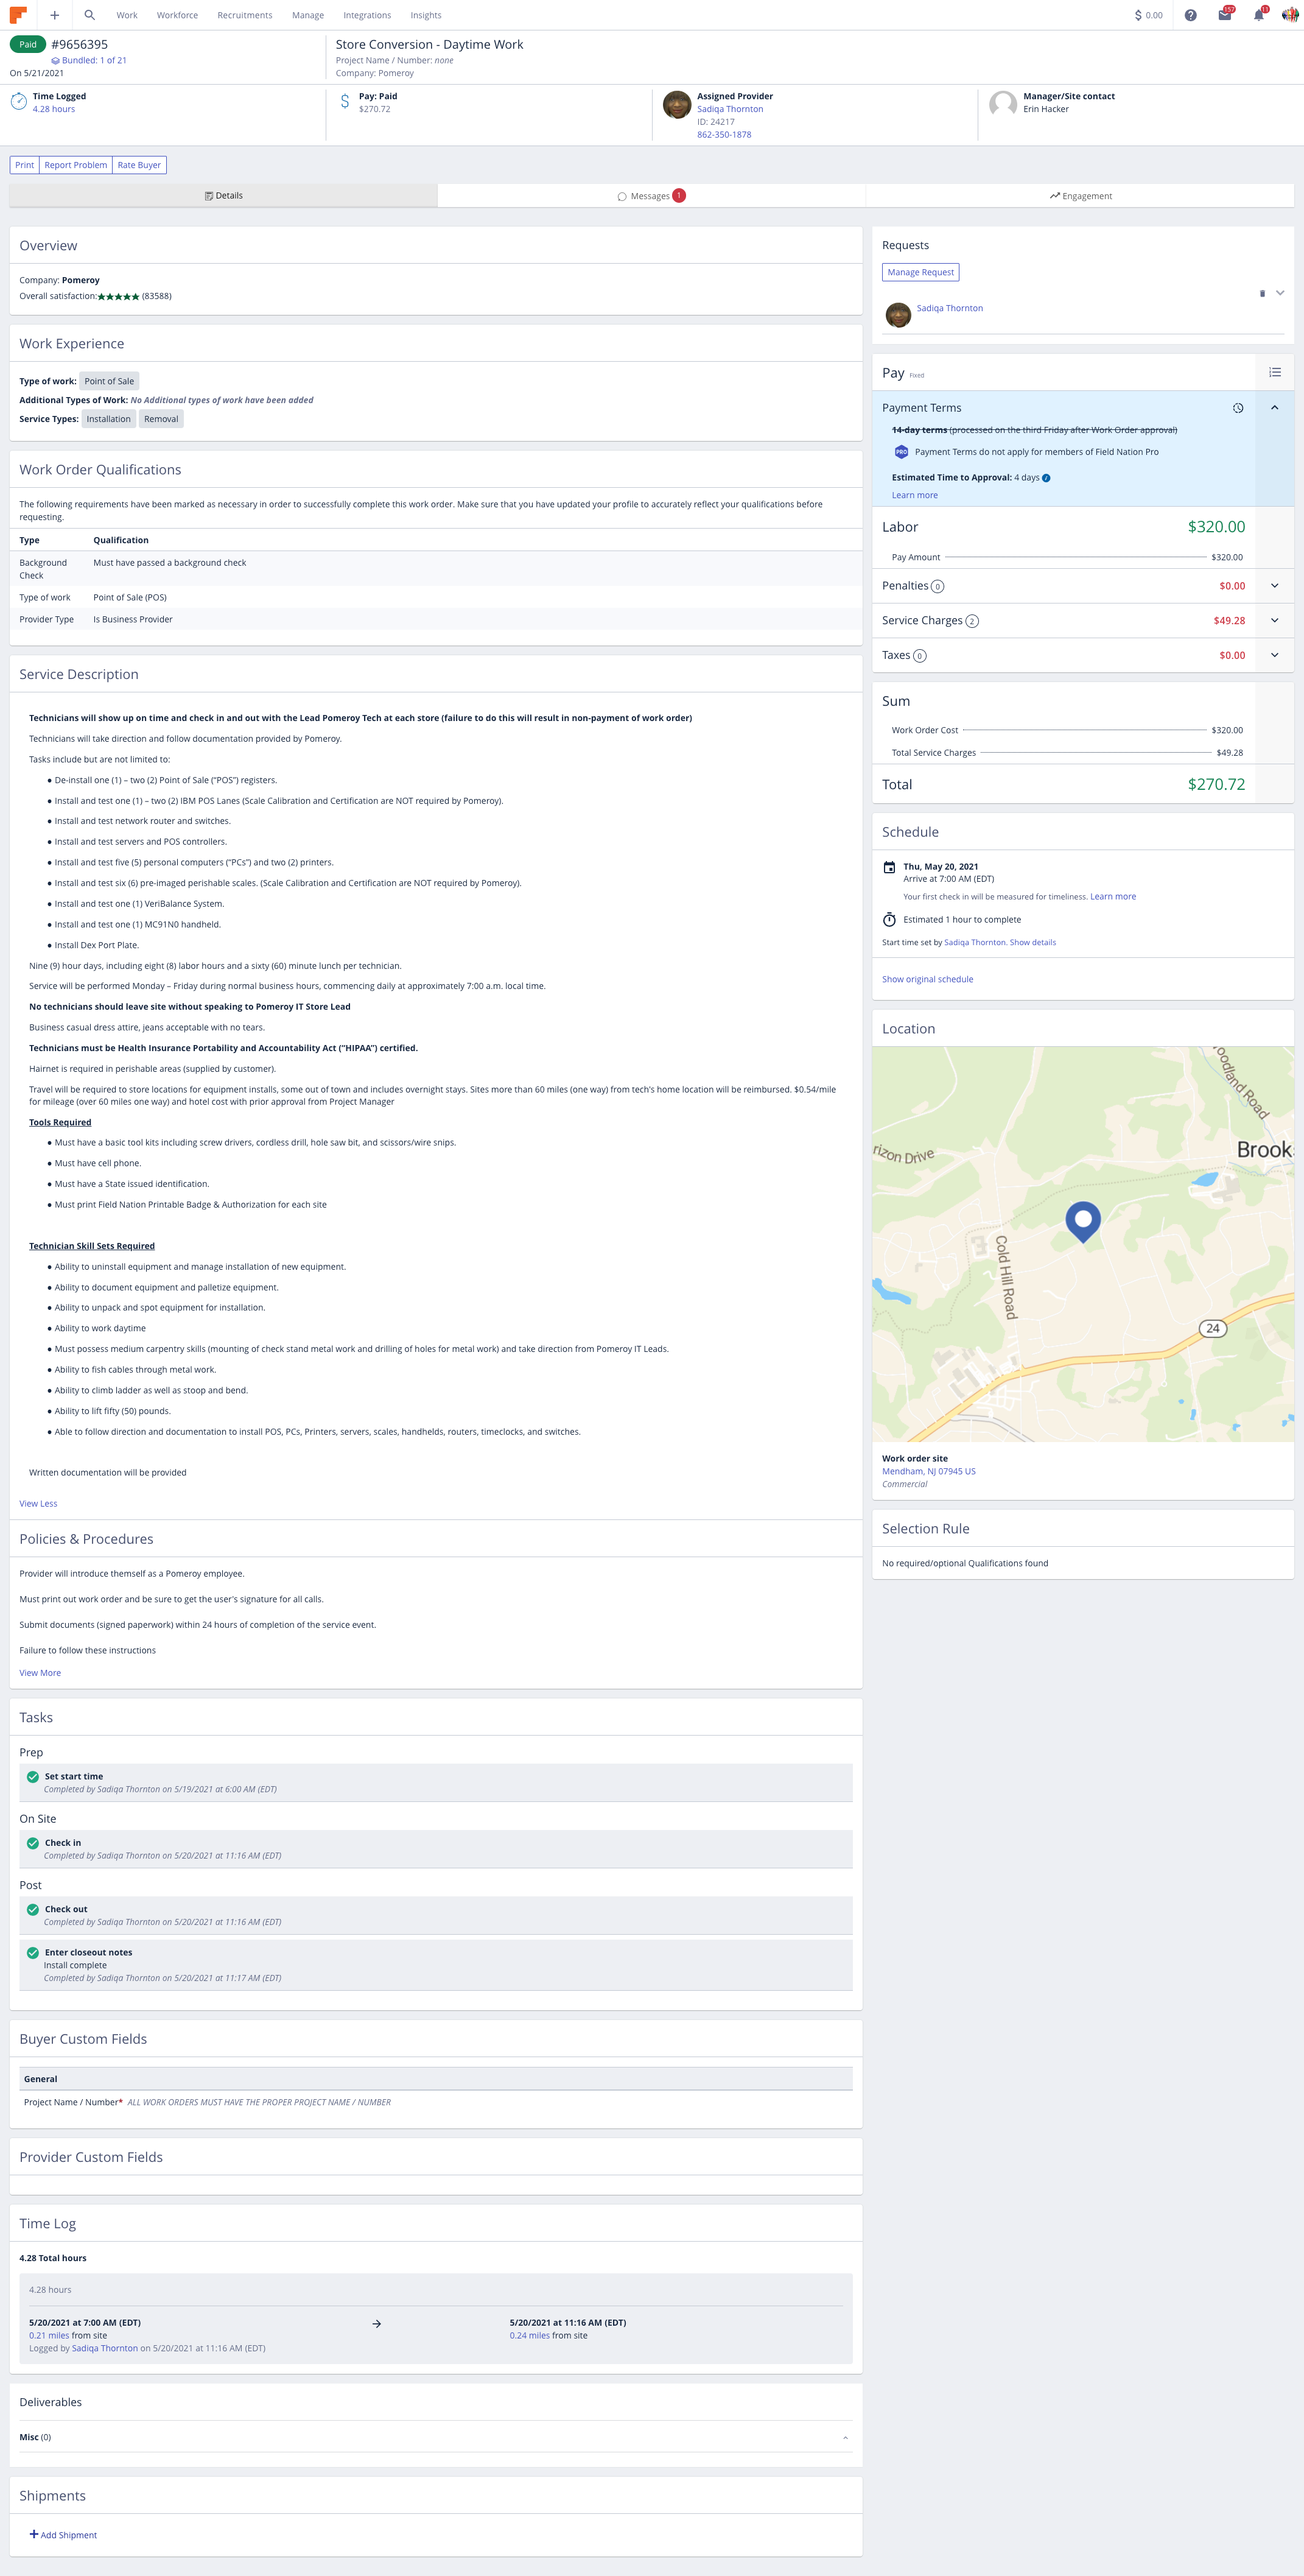 Work Workforce Recruitments Manage Integrations Insights
$ 0.00
157
11
Paid #9656395
Bundled: 1 of 21
On 5/21/2021
Store Conversion - Daytime Work
Project Name / Number: none
Company: Pomeroy
Time Logged
4.28 hours
Pay: Paid
$270.72
Assigned Provider
Sadiqa Thornton
ID: 24217
862-350-1878
Manager/Site contact
Erin Hacker
Print Report Problem Rate Buyer
Details
Messages 1
Engagement
Overview
Company: Pomeroy
Overall satisfaction:★★★★★ (83588)
Work Experience
Type of work: Point of Sale
Additional Types of Work: No Additional types of work have been added
Service Types: Installation Removal
Work Order Qualifications
The following requirements have been marked as necessary in order to successfully complete this work order. Make sure that you have updated your profile to accurately reflect your qualifications before
requesting.
Type Qualification
Background Must have passed a background check
Check
Type of work Point of Sale (POS)
Provider Type Is Business Provider
Service Description
Technicians will show up on time and check in and out with the Lead Pomeroy Tech at each store (failure to do this will result in non-payment of work order)
Technicians will take direction and follow documentation provided by Pomeroy.
Tasks include but are not limited to:
● De-install one (1) – two (2) Point of Sale (“POS”) registers.
● Install and test one (1) – two (2) IBM POS Lanes (Scale Calibration and Certification are NOT required by Pomeroy).
● Install and test network router and switches.
● Install and test servers and POS controllers.
● Install and test five (5) personal computers (“PCs”) and two (2) printers.
● Install and test six (6) pre-imaged perishable scales. (Scale Calibration and Certification are NOT required by Pomeroy).
● Install and test one (1) VeriBalance System.
● Install and test one (1) MC91N0 handheld.
● Install Dex Port Plate.
Nine (9) hour days, including eight (8) labor hours and a sixty (60) minute lunch per technician.
Service will be performed Monday – Friday during normal business hours, commencing daily at approximately 7:00 a.m. local time.
No technicians should leave site without speaking to Pomeroy IT Store Lead
Business casual dress attire, jeans acceptable with no tears.
Technicians must be Health Insurance Portability and Accountability Act (“HIPAA”) certified.
Hairnet is required in perishable areas (supplied by customer).
Travel will be required to store locations for equipment installs, some out of town and includes overnight stays. Sites more than 60 miles (one way) from tech's home location will be reimbursed. $0.54/mile
for mileage (over 60 miles one way) and hotel cost with prior approval from Project Manager
Tools Required
● Must have a basic tool kits including screw drivers, cordless drill, hole saw bit, and scissors/wire snips.
● Must have cell phone.
● Must have a State issued identification.
● Must print Field Nation Printable Badge & Authorization for each site
Technician Skill Sets Required
● Ability to uninstall equipment and manage installation of new equipment.
● Ability to document equipment and palletize equipment.
● Ability to unpack and spot equipment for installation.
● Ability to work daytime
● Must possess medium carpentry skills (mounting of check stand metal work and drilling of holes for metal work) and take direction from Pomeroy IT Leads.
● Ability to fish cables through metal work.
● Ability to climb ladder as well as stoop and bend.
● Ability to lift fifty (50) pounds.
● Able to follow direction and documentation to install POS, PCs, Printers, servers, scales, handhelds, routers, timeclocks, and switches.
Written documentation will be provided
View Less
Policies & Procedures
Provider will introduce themself as a Pomeroy employee.
Must print out work order and be sure to get the user's signature for all calls.
Submit documents (signed paperwork) within 24 hours of completion of the service event.
Failure to follow these instructions
View More
Tasks
Prep
Set start time
Completed by Sadiqa Thornton on 5/19/2021 at 6:00 AM (EDT)
On Site
Check in
Completed by Sadiqa Thornton on 5/20/2021 at 11:16 AM (EDT)
Post
Check out
Completed by Sadiqa Thornton on 5/20/2021 at 11:16 AM (EDT)
Enter closeout notes
Install complete
Completed by Sadiqa Thornton on 5/20/2021 at 11:17 AM (EDT)
Buyer Custom Fields
General
Project Name / Number* ALL WORK ORDERS MUST HAVE THE PROPER PROJECT NAME / NUMBER
Provider Custom Fields
Time Log
4.28 Total hours
4.28 hours
5/20/2021 at 7:00 AM (EDT) → 5/20/2021 at 11:16 AM (EDT)
0.21 miles from site 0.24 miles from site
Logged by Sadiqa Thornton on 5/20/2021 at 11:16 AM (EDT)
Deliverables
Misc (0)
Shipments
+ Add Shipment
Requests
Manage Request
Sadiqa Thornton
Pay Fixed
Payment Terms
14-day terms (processed on the third Friday after Work Order approval)
PRO Payment Terms do not apply for members of Field Nation Pro
Estimated Time to Approval: 4 days
Learn more
Labor $320.00
Pay Amount $320.00
Penalties 0 $0.00
Service Charges 2 $49.28
Taxes 0 $0.00
Sum
Work Order Cost $320.00
Total Service Charges $49.28
Total $270.72
Schedule
Thu, May 20, 2021
Arrive at 7:00 AM (EDT)
Your first check in will be measured for timeliness. Learn more
Estimated 1 hour to complete
Start time set by Sadiqa Thornton. Show details
Show original schedule
Location
oodland Road
Brook
rizon Drive
Cold Hill Road
24
Work order site
Mendham, NJ 07945 US
Commercial
Selection Rule
No required/optional Qualifications found